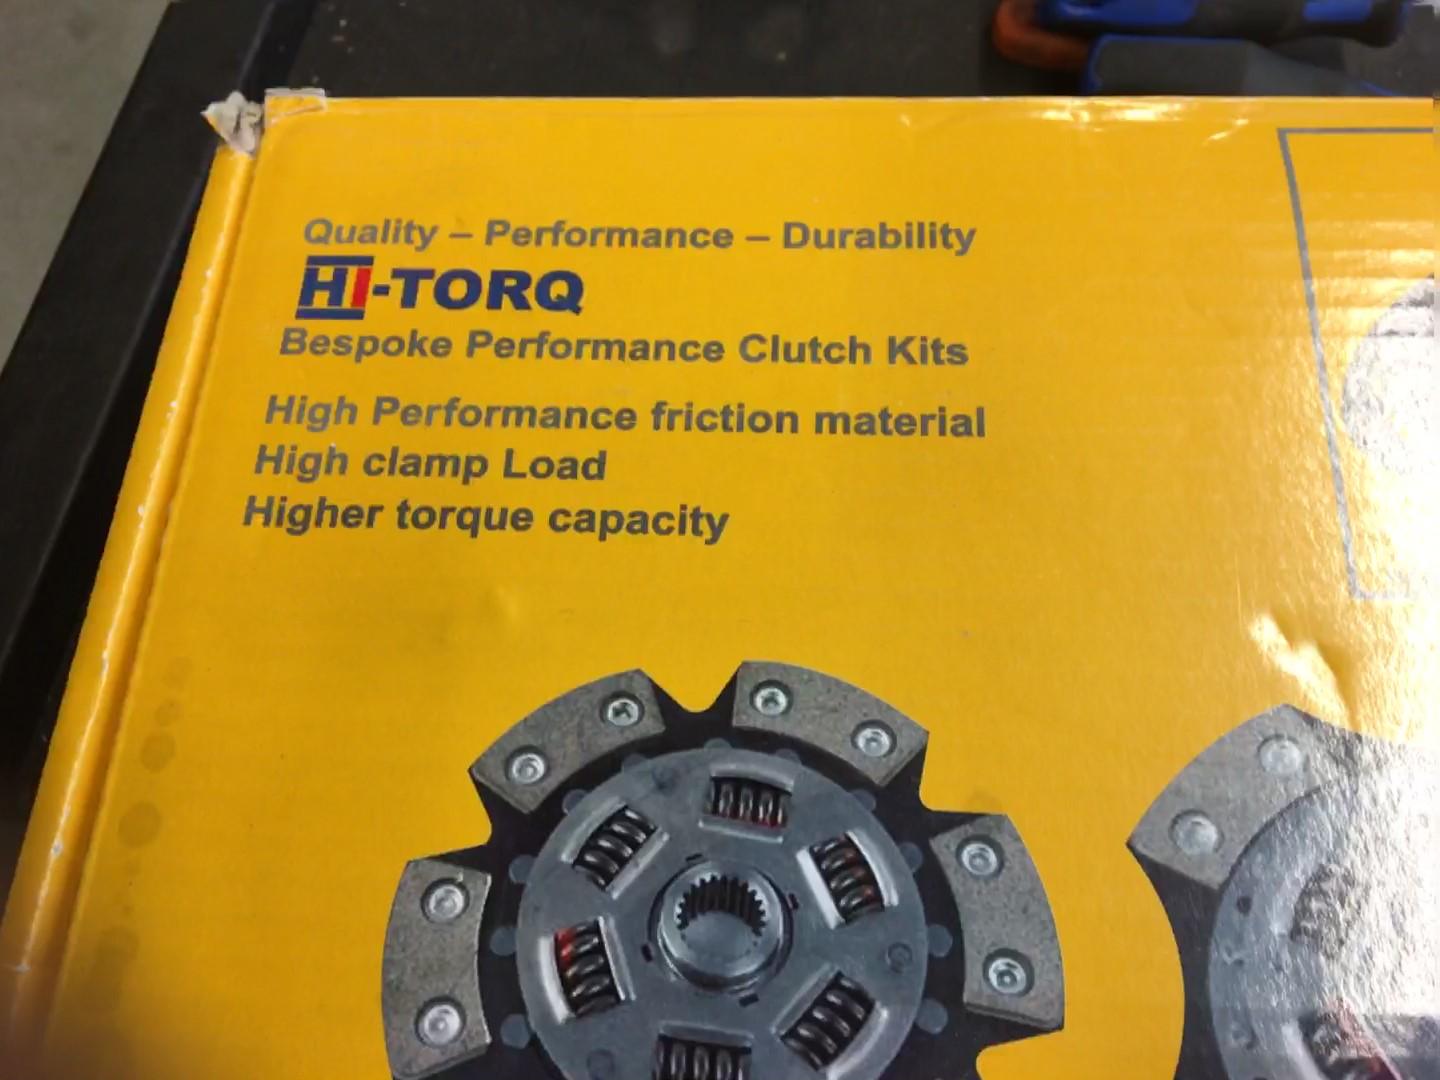 Quality – Performance – Durability
HI-TORQ
Bespoke Performance Clutch Kits
High Performance friction material
High clamp Load
Higher torque capacity